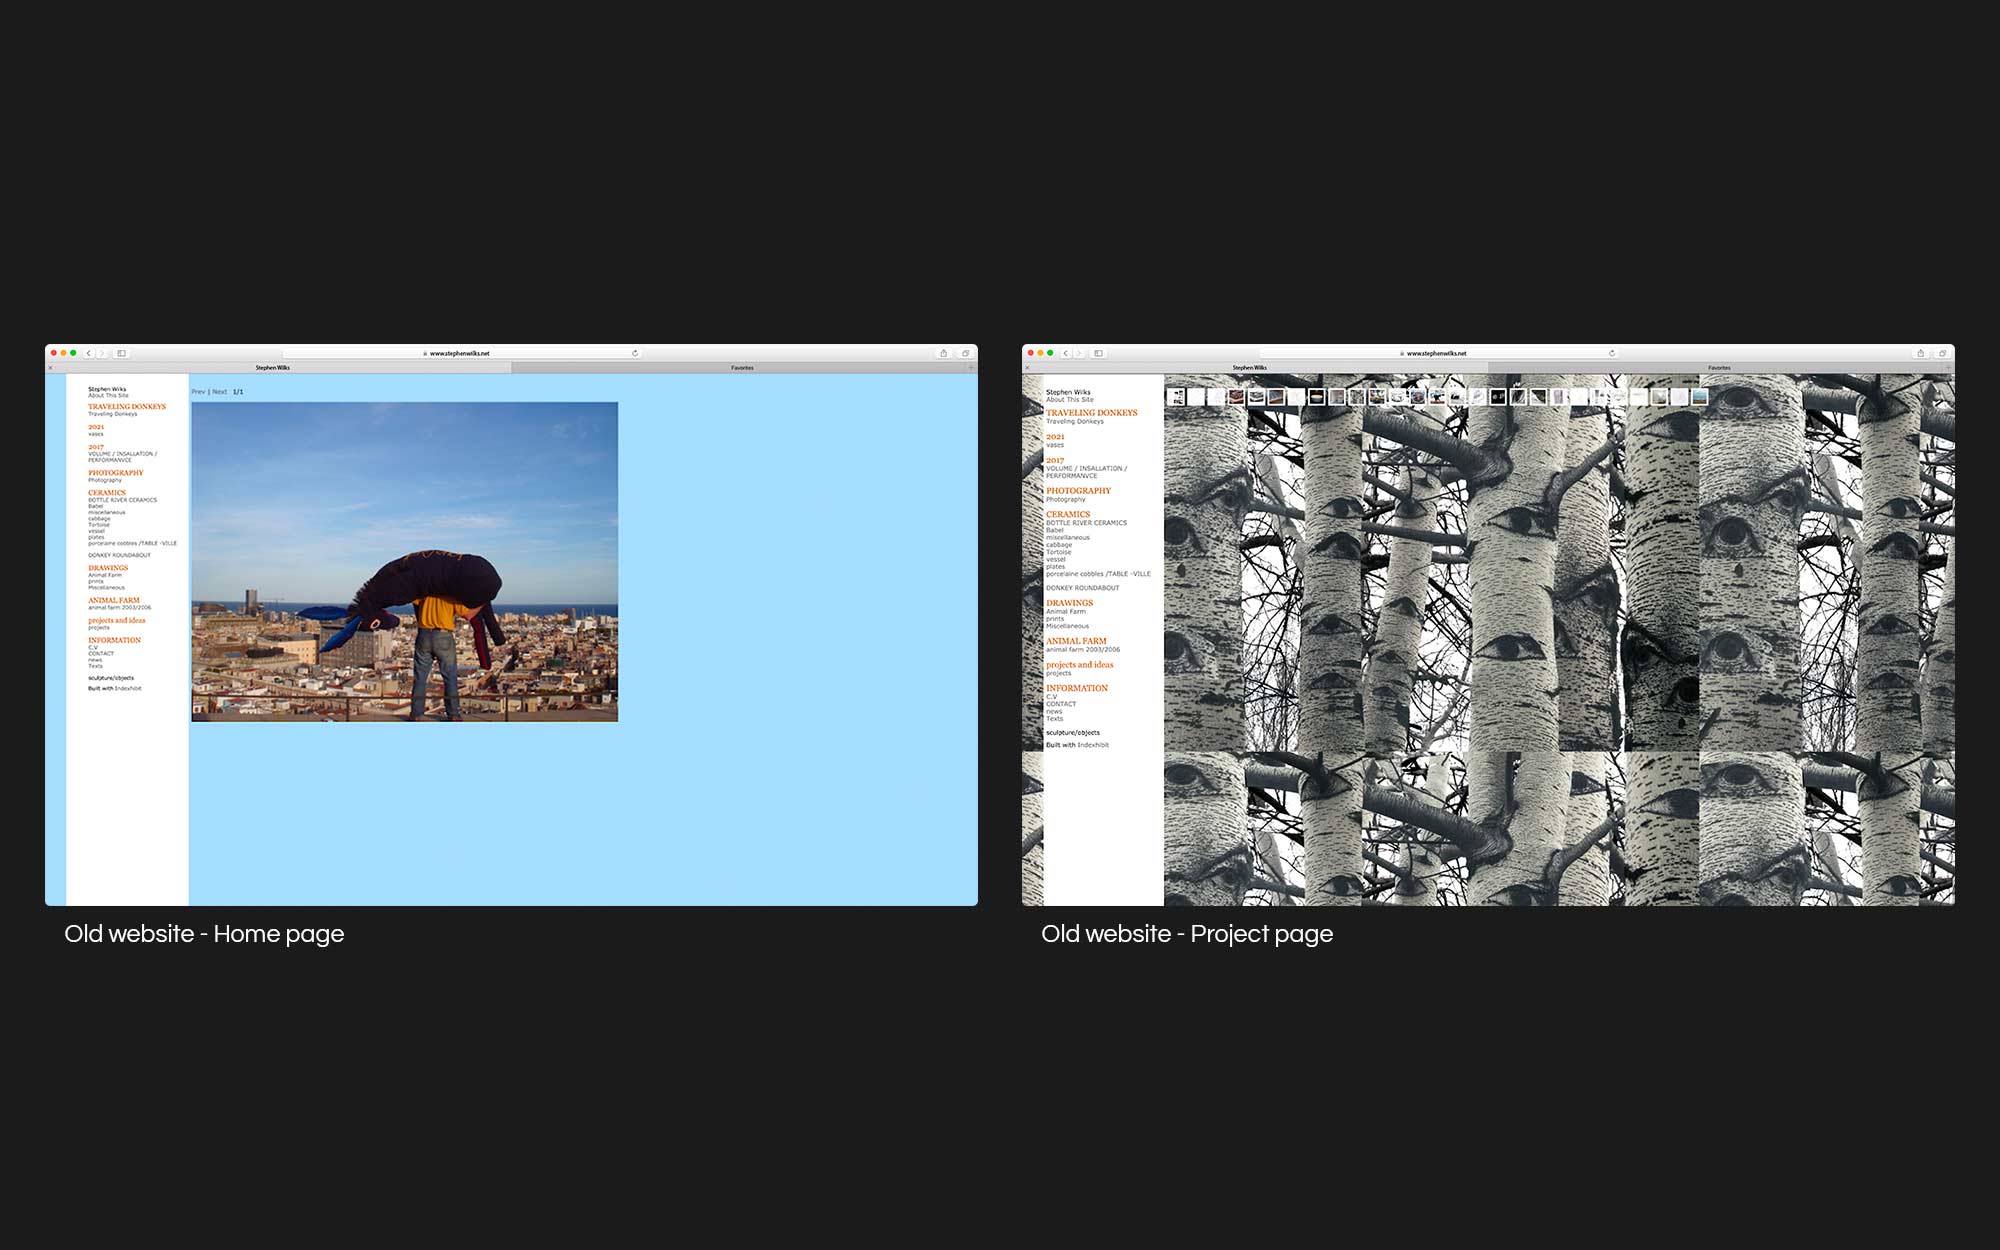 www.stephenwilks.net
Stephen Wilks
Favorites
Stephen Wilks
About This Site
TRAVELING DONKEYS
Traveling Donkeys
2021
vases
2017
VOLUME / INSALLATION /
PERFORMANVCE
PHOTOGRAPHY
Photography
CERAMICS
BOTTLE RIVER CERAMICS
Babel
miscellaneous
cabbage
Tortoise
vessel
plates
porcelaine cobbles /TABLE -VILLE
DONKEY ROUNDABOUT
DRAWINGS
Animal Farm
prints
Miscellaneous
ANIMAL FARM
animal farm 2003/2006
projects and ideas
projects
INFORMATION
C.V
CONTACT
news
Texts
sculpture/objects
Built with Indexhibit
Prev | Next 1/1
Old website - Home page
www.stephenwilks.net
Stephen Wilks
Favorites
Stephen Wilks
About This Site
TRAVELING DONKEYS
Traveling Donkeys
2021
vases
2017
VOLUME / INSALLATION /
PERFORMANVCE
PHOTOGRAPHY
Photography
CERAMICS
BOTTLE RIVER CERAMICS
Babel
miscellaneous
cabbage
Tortoise
vessel
plates
porcelaine cobbles /TABLE -VILLE
DONKEY ROUNDABOUT
DRAWINGS
Animal Farm
prints
Miscellaneous
ANIMAL FARM
animal farm 2003/2006
projects and ideas
projects
INFORMATION
C.V
CONTACT
news
Texts
sculpture/objects
Built with Indexhibit
Old website - Project page